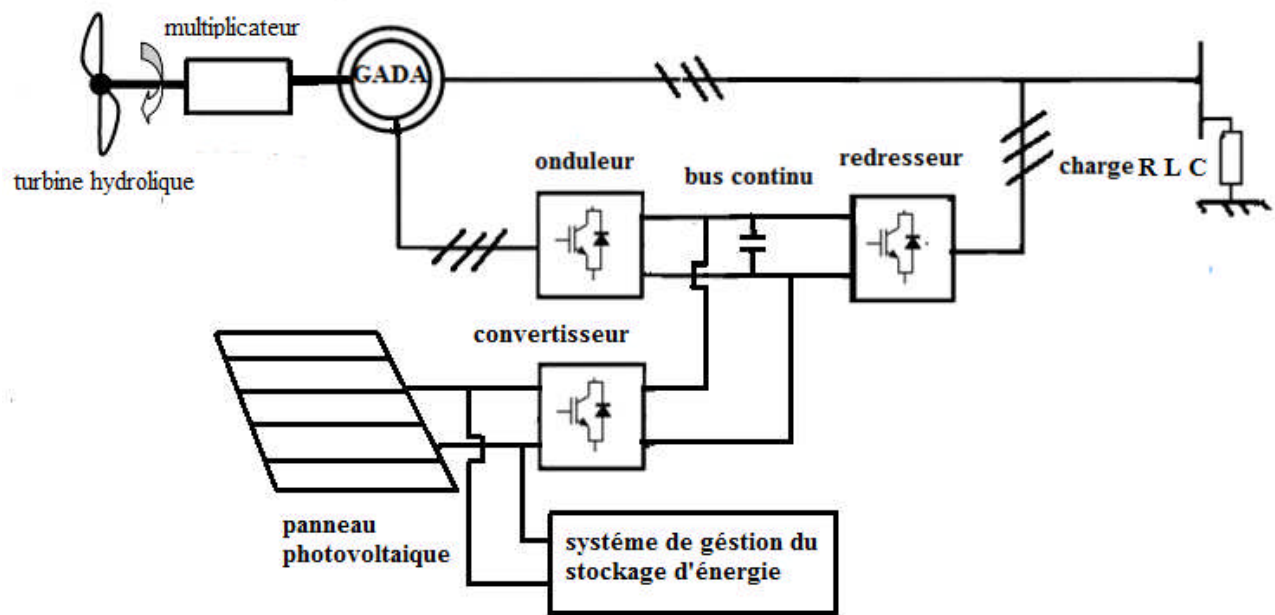 multiplicateur
GADA
turbine hydrolique
onduleur
bus continu
redresseur
charge R L C
convertisseur
panneau
photovoltaique
systéme de géstion du
stockage d'énergie